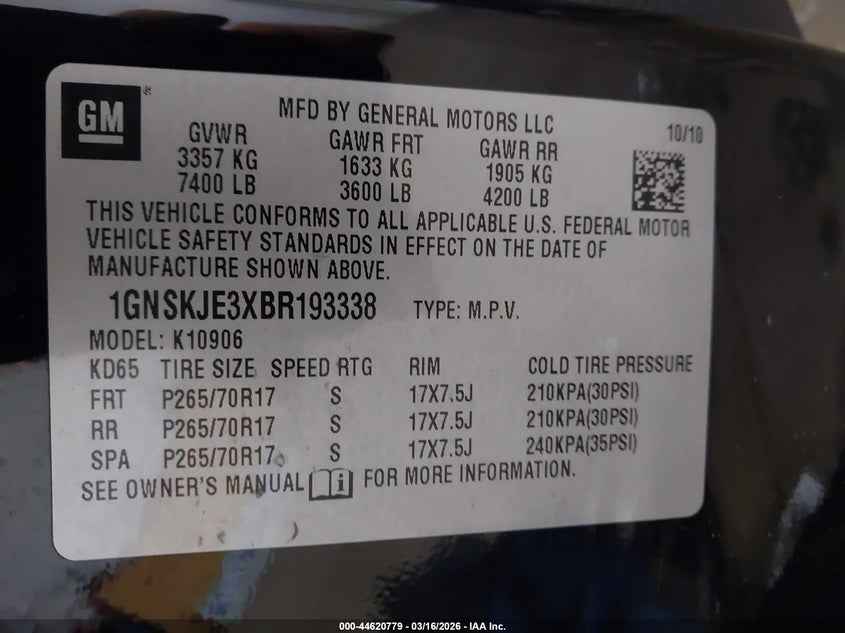 GM ®
MFD BY GENERAL MOTORS LLC
10/10
GVWR GAWR FRT GAWR RR
3357 KG 1633 KG 1905 KG
7400 LB 3600 LB 4200 LB
THIS VEHICLE CONFORMS TO ALL APPLICABLE U.S. FEDERAL MOTOR
VEHICLE SAFETY STANDARDS IN EFFECT ON THE DATE OF
MANUFACTURE SHOWN ABOVE.
1GNSKJE3XBR193338 TYPE: M.P.V.
MODEL: K10906
KD65 TIRE SIZE SPEED RTG RIM COLD TIRE PRESSURE
FRT P265/70R17 S 17X7.5J 210KPA(30PSI)
RR P265/70R17 S 17X7.5J 210KPA(30PSI)
SPA P265/70R17 S 17X7.5J 240KPA(35PSI)
SEE OWNER'S MANUAL i FOR MORE INFORMATION.
000-44620779 - 03/16/2026 - IAA Inc.